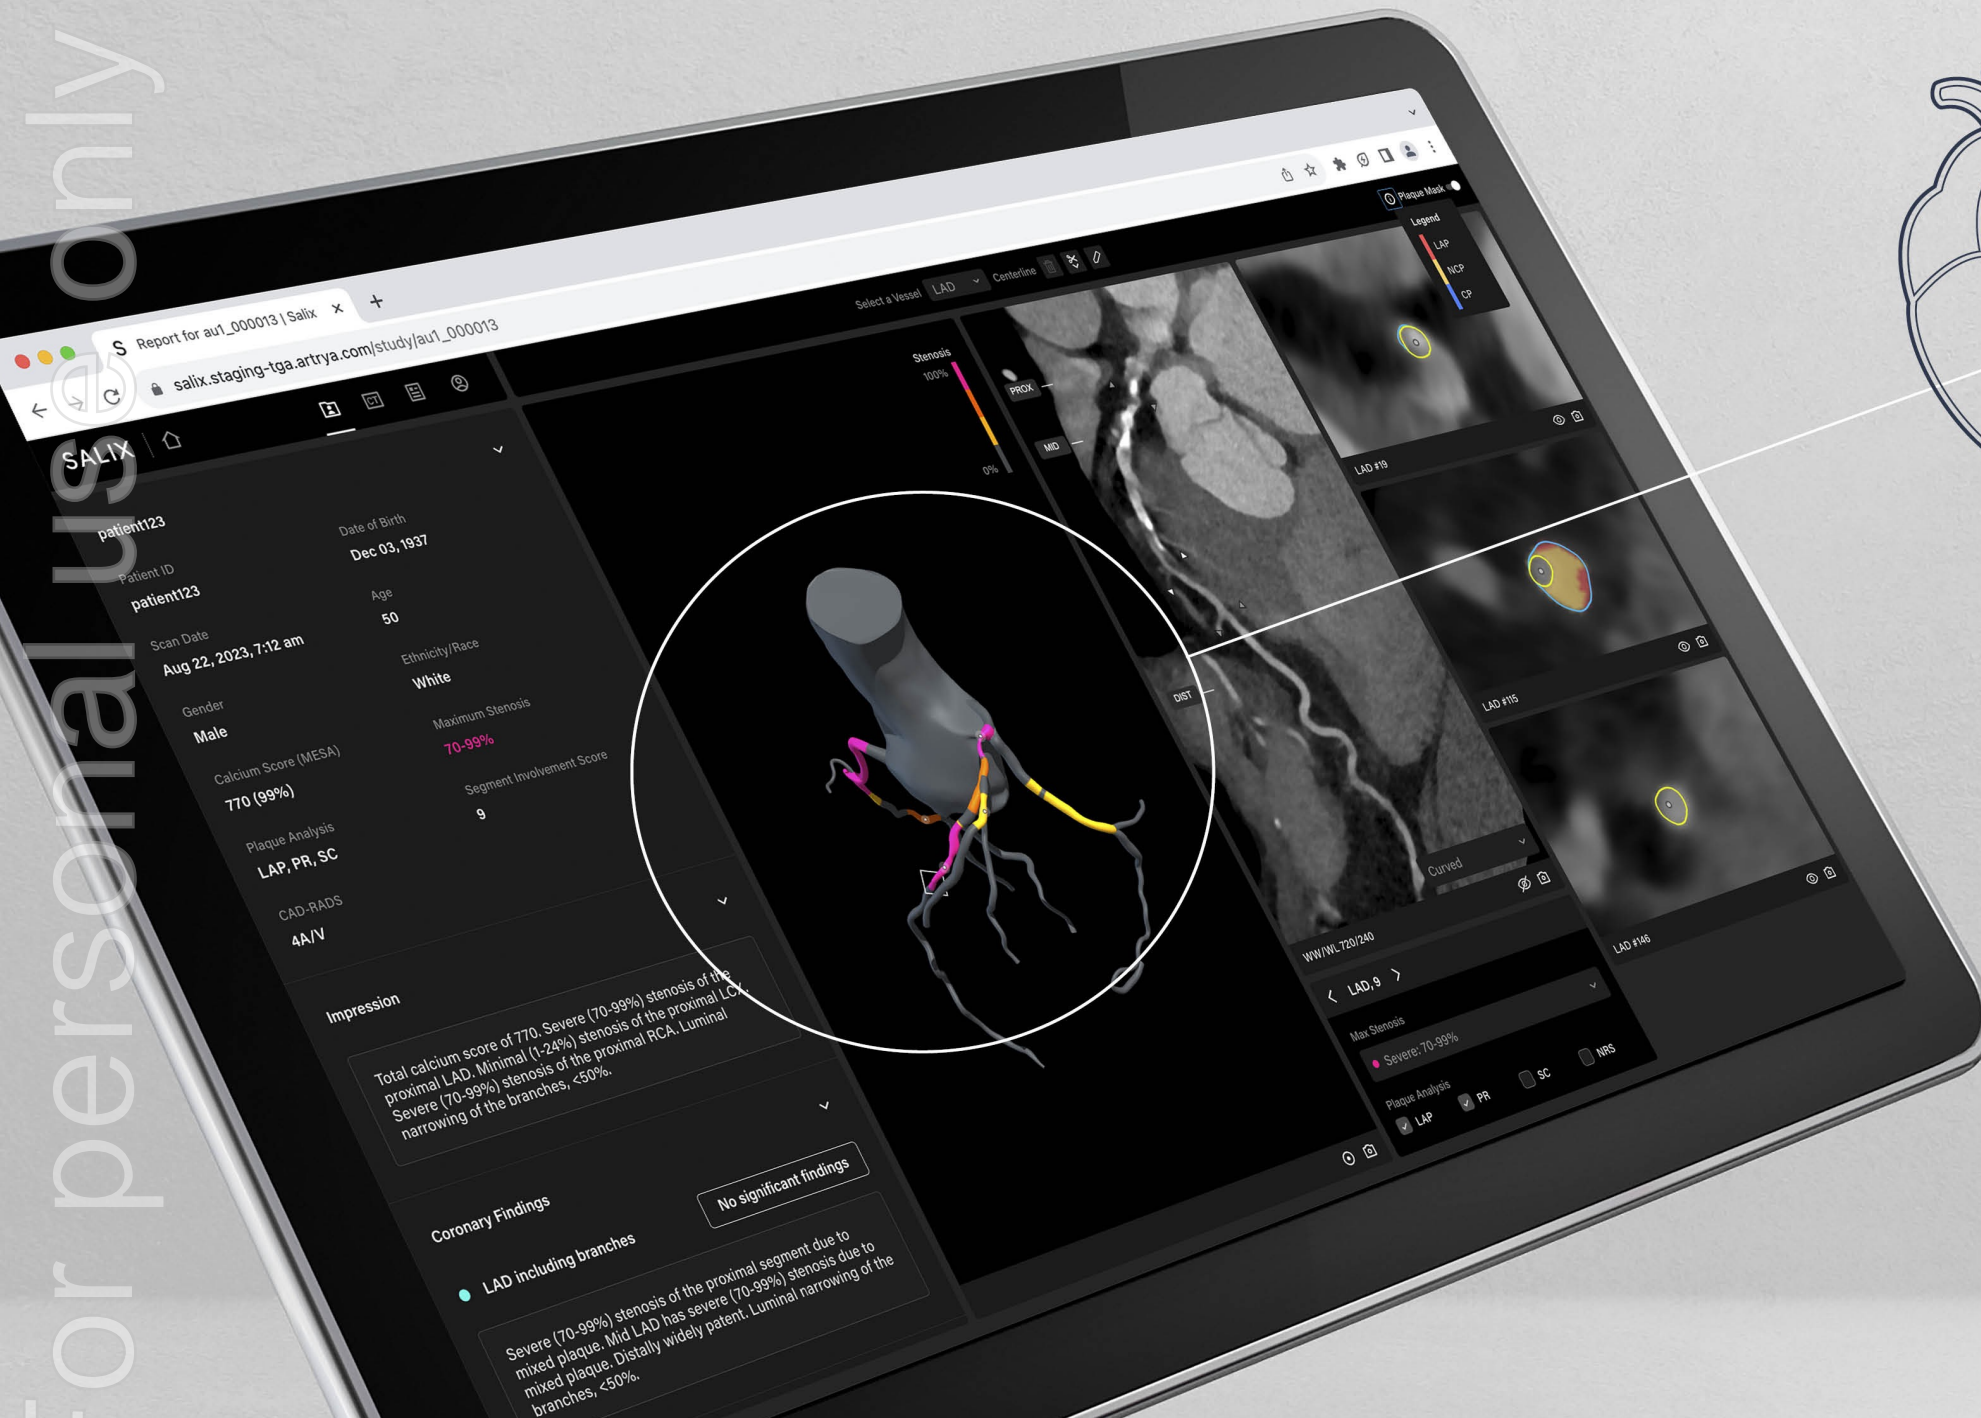 For personal use only
S Report for au1_000013 | Salix
salix.staging-tga.artrya.com/study/au1_000013
SALIX
CT
patient123
Patient ID
patient123
Date of Birth
Dec 03, 1937
Scan Date
Aug 22, 2023, 7:12 am
Age
50
Gender
Male
Ethnicity/Race
White
Calcium Score (MESA)
770 (99%)
Maximum Stenosis
70-99%
Plaque Analysis
LAP, PR, SC
Segment Involvement Score
9
CAD-RADS
4A/V
Impression
Total calcium score of 770. Severe (70-99%) stenosis of the
proximal LAD. Minimal (1-24%) stenosis of the proximal LCX.
Severe (70-99%) stenosis of the proximal RCA. Luminal
narrowing of the branches, <50%.
Coronary Findings
No significant findings
LAD including branches
Severe (70-99%) stenosis of the proximal segment due to
mixed plaque. Mid LAD has severe (70-99%) stenosis due to
mixed plaque. Distally widely patent. Luminal narrowing of the
branches, <50%.
Select a Vessel LAD Centerline
Stenosis
100%
0%
PROX
MID
DIST
Curved
WW/WL 720/240
LAD, 9
Max Stenosis
Severe: 70-99%
Plaque Analysis
LAP PR SC NRS
Plaque Mask
Legend
LAP
NCP
CP
LAD #19
LAD #115
LAD #146